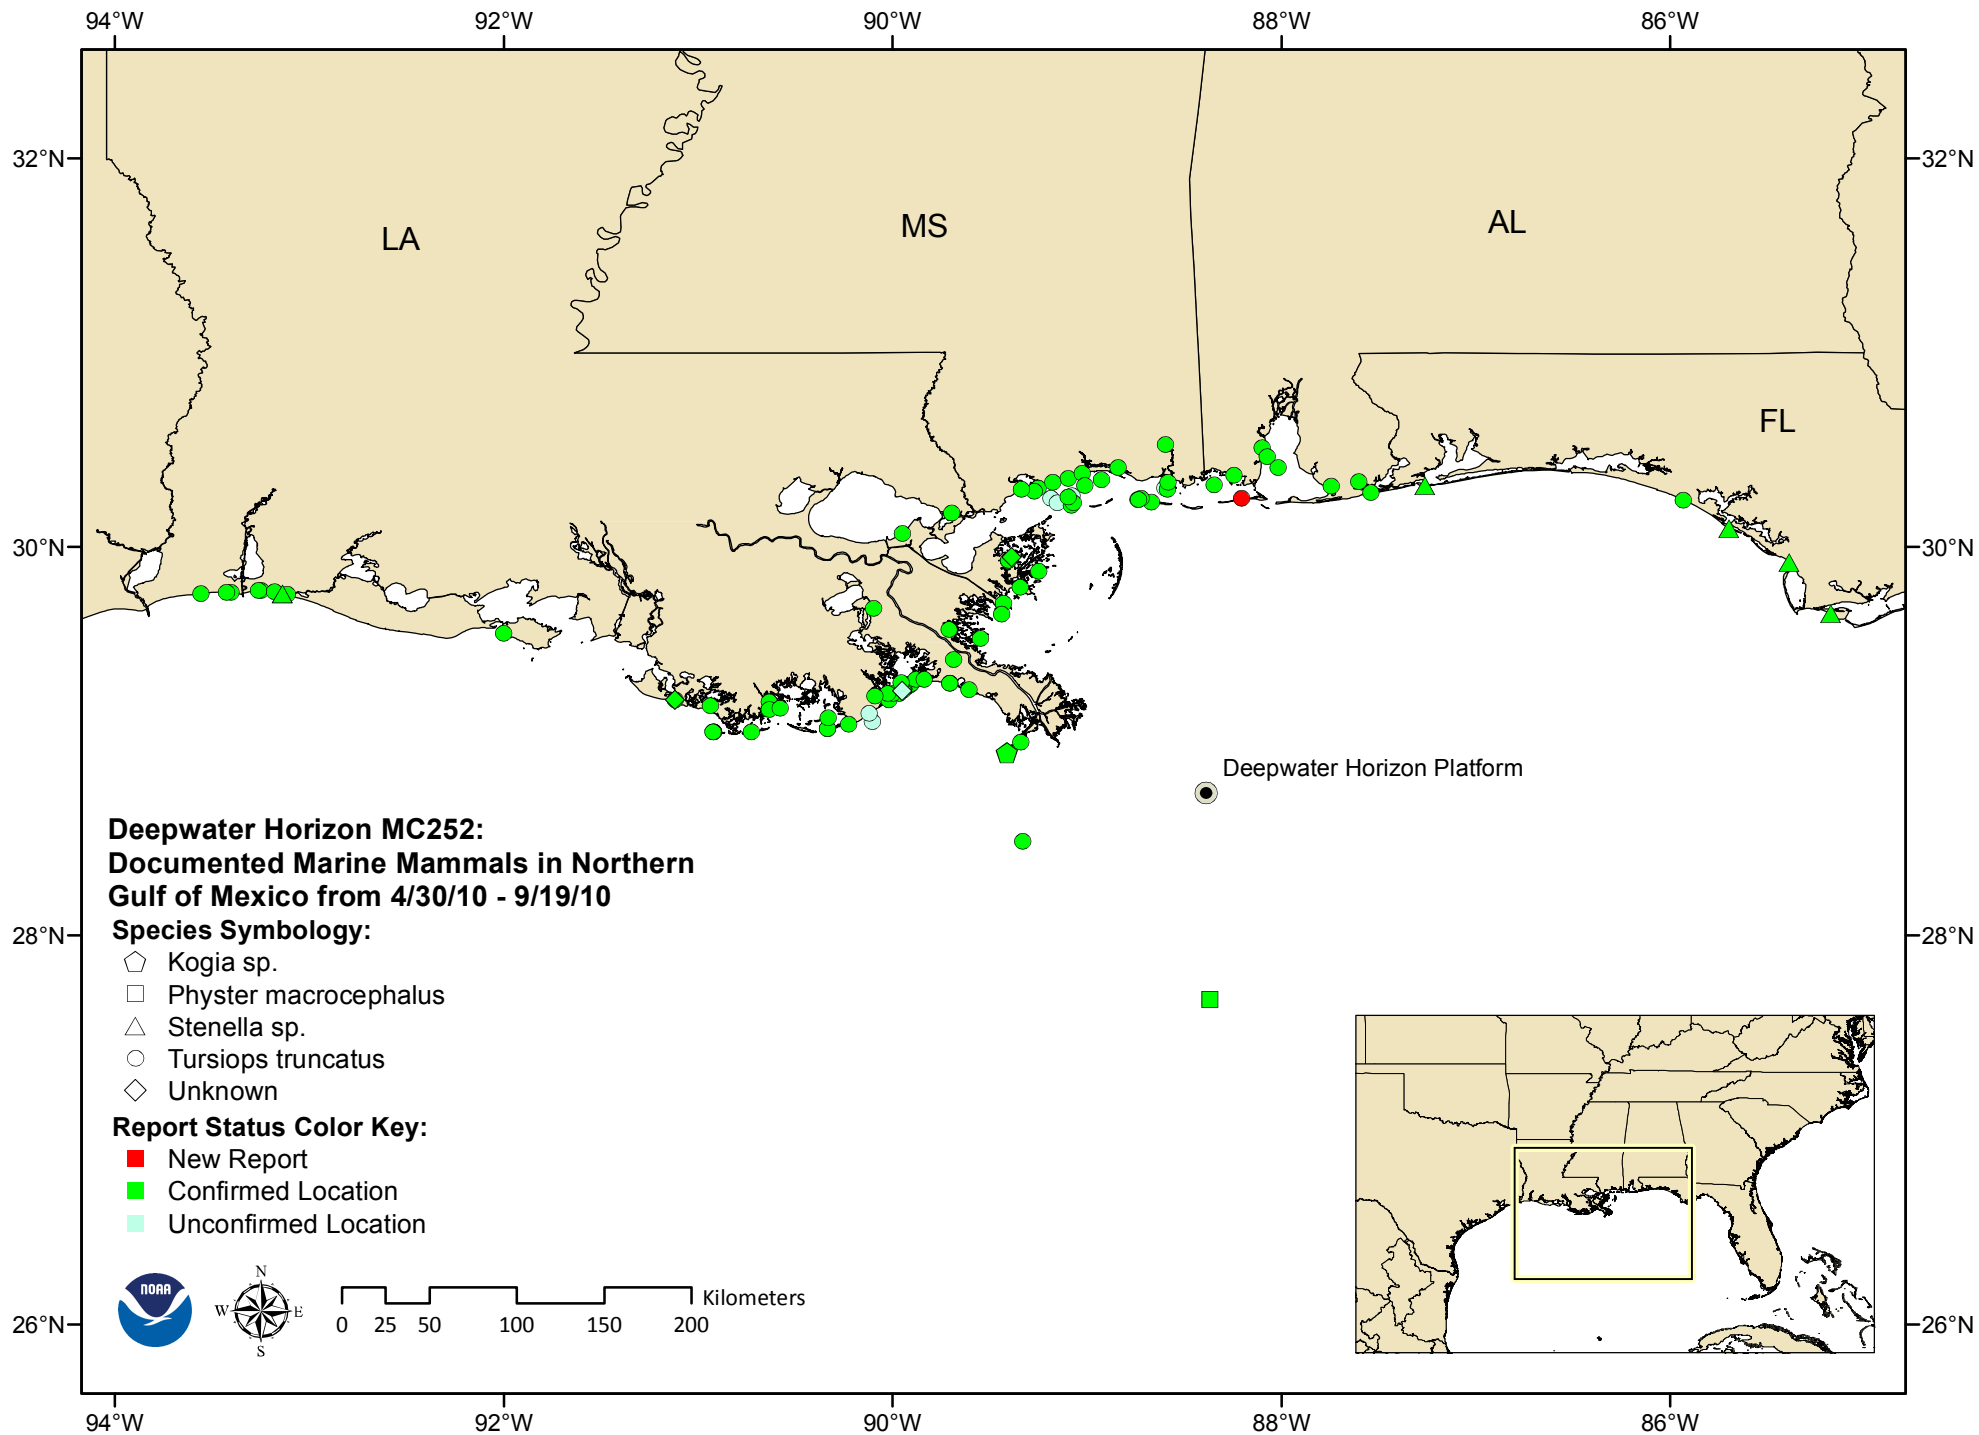 94°W 92°W 90°W 88°W 86°W
32°N 32°N
LA MS AL
FL
30°N 30°N
Deepwater Horizon Platform
Deepwater Horizon MC252:
Documented Marine Mammals in Northern
Gulf of Mexico from 4/30/10 - 9/19/10
28°N 28°N
Species Symbology:
Kogia sp.
Physter macrocephalus
Stenella sp.
Tursiops truncatus
Unknown
Report Status Color Key:
New Report
Confirmed Location
Unconfirmed Location
NOAA
N
W E
S
Kilometers
0 25 50 100 150 200
26°N 26°N
94°W 92°W 90°W 88°W 86°W